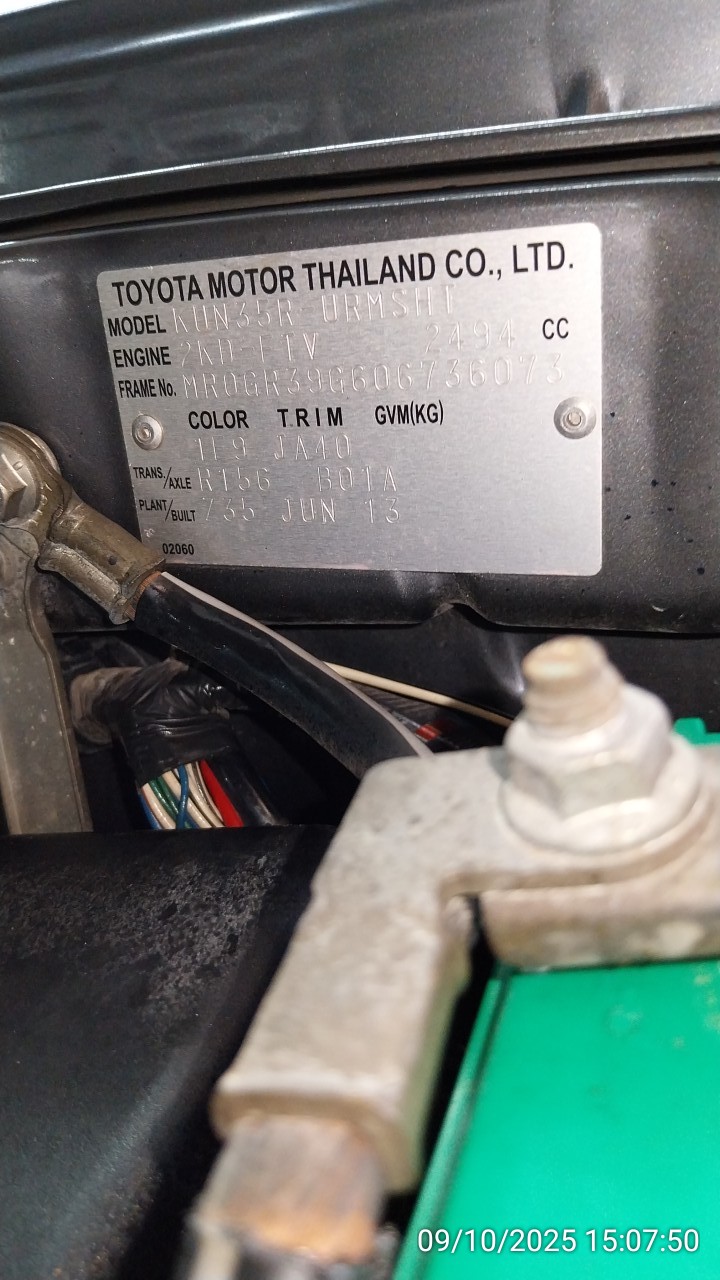 TOYOTA MOTOR THAILAND CO., LTD.
MODEL KUN35R-URMSHT
ENGINE 2KD-FTV 2494 CC
FRAME No. MR0GR39G606736073
COLOR TRIM GVM(KG)
1E9 JA40
TRANS./AXLE R156 B01A
PLANT/BUILT 735 JUN 13
02060
09/10/2025 15:07:50